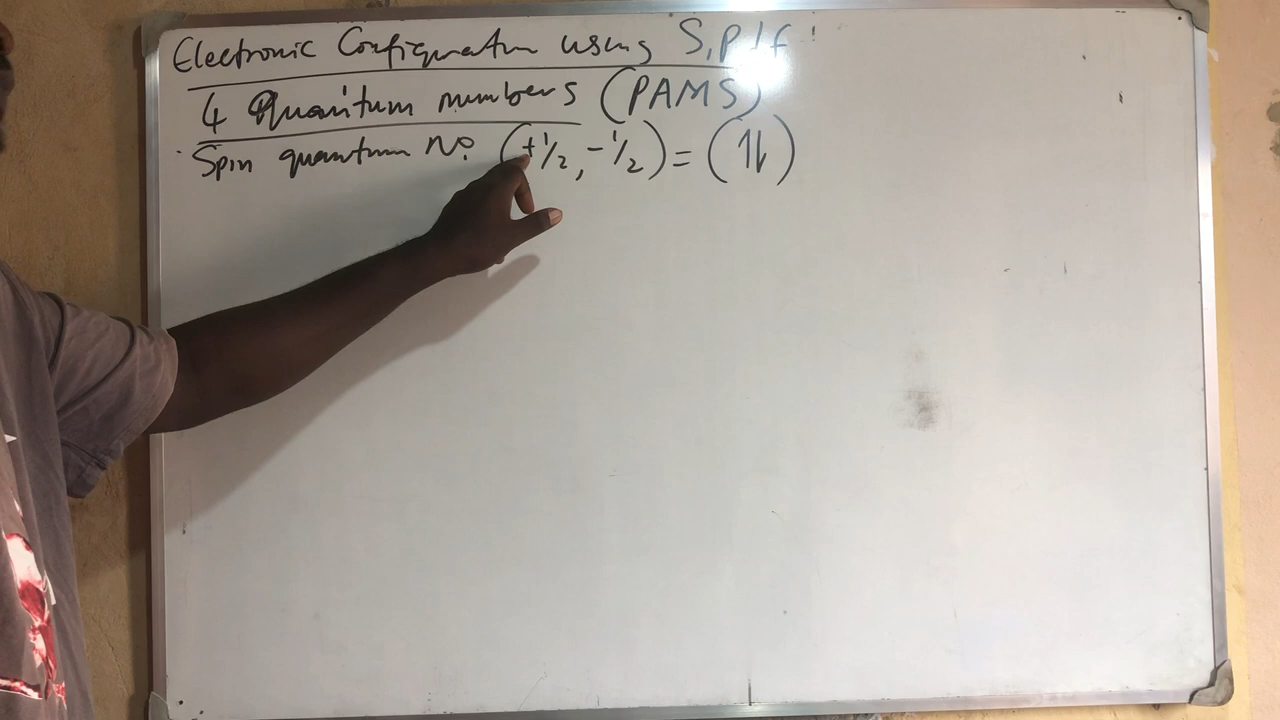 Electronic Configuration using S,P d f
4 Quantum numbers (PAMS)
Spin quantum No (+1/2, -1/2) = (↿⇂)